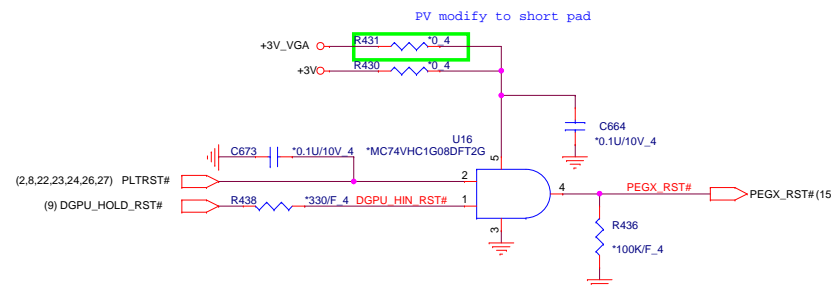 PV modify to short pad
+3V_VGA R431 *0_4
+3V R430 *0_4
U16
*MC74VHC1G08DFT2G
C664
*0.1U/10V_4
C673 *0.1U/10V_4
5
(2,8,22,23,24,26,27) PLTRST# 2
4 PEGX_RST# PEGX_RST# (15
(9) DGPU_HOLD_RST# R438 *330/F_4 DGPU_HIN_RST# 1
3
R436
*100K/F_4